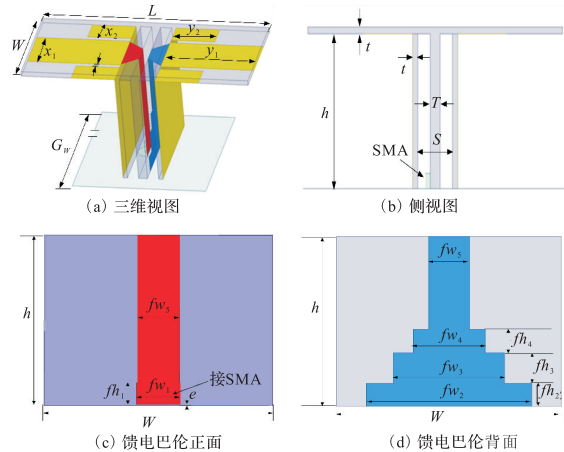 L
W
x₁
x₂
y₂
y₁
G_W
(a) 三维视图
t
t
h
T
S
SMA
(b) 侧视图
h
fw₅
fh₁
fw₁
接SMA
e
W
(c) 馈电巴伦正面
h
fw₅
fw₄
fh₄
fw₃
fh₃
fw₂
fh₂
W
(d) 馈电巴伦背面